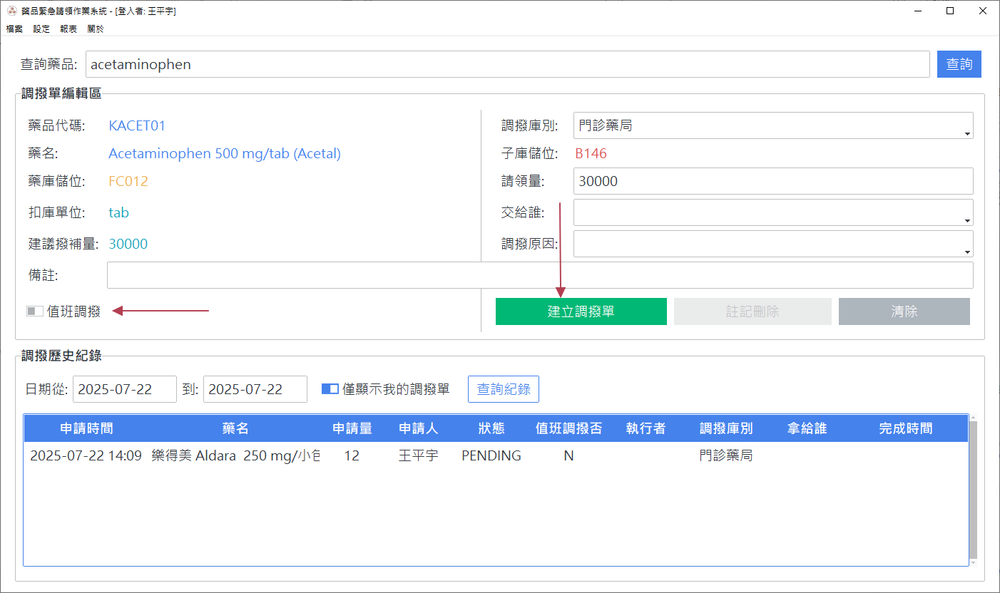 藥品緊急請領作業系統 - [登入者: 王平宇]
檔案 設定 報表 關於
查詢藥品: acetaminophen 查詢
調撥單編輯區
藥品代碼: KACET01 調撥庫別: 門診藥局
藥名: Acetaminophen 500 mg/tab (Acetal) 子庫儲位: B146
藥庫儲位: FC012 請領量: 30000
扣庫單位: tab 交給誰:
建議撥補量: 30000 調撥原因:
備註:
值班調撥 建立調撥單 註記刪除 清除
調撥歷史紀錄
日期從: 2025-07-22 到: 2025-07-22 僅顯示我的調撥單 查詢紀錄
申請時間 藥名 申請量 申請人 狀態 值班調撥否 執行者 調撥庫別 拿給誰 完成時間
2025-07-22 14:09 樂得美 Aldara 250 mg/小包 12 王平宇 PENDING N 門診藥局